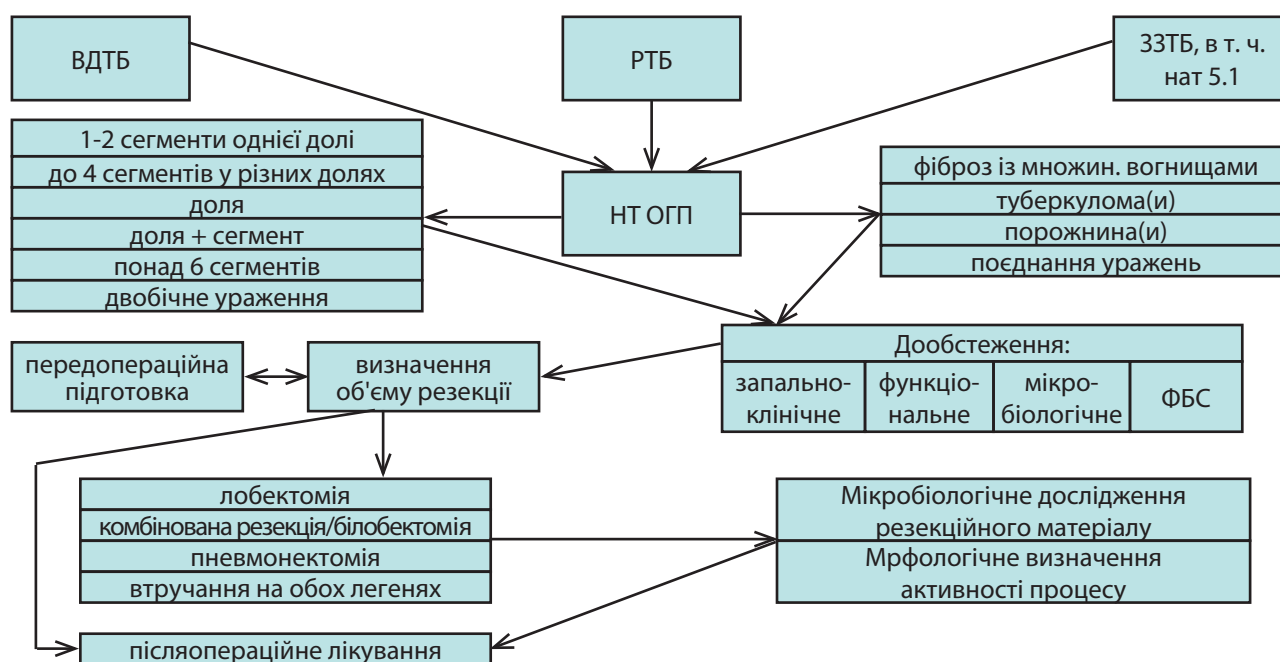 ВДТБ
РТБ
ЗЗТБ, в т. ч.
нат 5.1
1-2 сегменти однієї долі
до 4 сегментів у різних долях
доля
доля + сегмент
понад 6 сегментів
двобічне ураження
НТ ОГП
фіброз із множин. вогнищами
туберкулома(и)
порожнина(и)
поєднання уражень
передопераційна
підготовка
визначення
об'єму резекції
Дообстеження:
запально-
клінічне
функціо-
нальне
мікро-
біологічне
ФБС
лобектомія
комбінована резекція/білобектомія
пневмонектомія
втручання на обох легенях
Мікробіологічне дослідження
резекційного матеріалу
Мрфологічне визначення
активності процесу
післяопераційне лікування